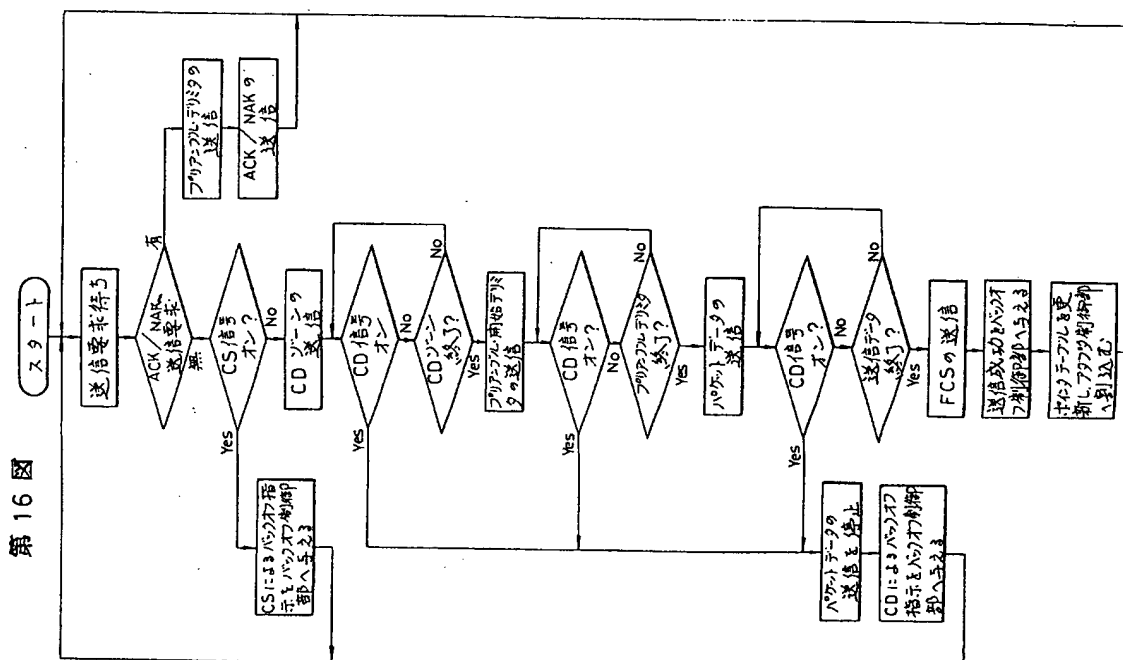 第16図
スタート
送信要求待ち
ACK/NAK
送信要求
有
無
プリアンブル・デリミタの
送信
ACK/NAKの
送信
CS信号
オン?
Yes
No
CSによるバックオフ指
示をバックオフ制御
部へ与える
CDゾーンの
送信
CD信号
オン?
Yes
No
CDゾーン
終了?
No
Yes
プリアンブル・開始デリミ
タの送信
CD信号
オン?
Yes
No
プリアンブル・デリミタ
終了?
No
Yes
パケットデータの
送信
CD信号
オン?
Yes
No
送信データ
終了?
No
Yes
パケットデータの
送信を停止
CDによるバックオフ
指示をバックオフ制御
部へ与える
FCSの送信
送信成功をバックオ
フ制御部へ与える
ポインタテーブルを更
新し、アダプタ制御部
へ割込む